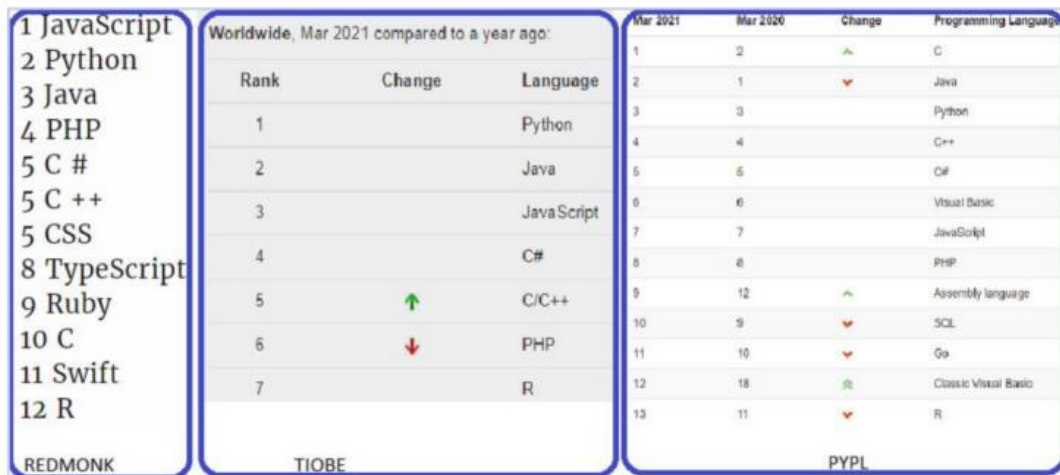 1 JavaScript
2 Python
3 Java
4 PHP
5 C #
5 C ++
5 CSS
8 TypeScript
9 Ruby
10 C
11 Swift
12 R
REDMONK
Worldwide, Mar 2021 compared to a year ago:
Rank Change Language
1 Python
2 Java
3 JavaScript
4 C#
5 C/C++
6 PHP
7 R
TIOBE
Mar 2021 Mar 2020 Change Programming Language
1 2 C
2 1 Java
3 3 Python
4 4 C++
5 5 C#
6 6 Visual Basic
7 7 JavaScript
8 8 PHP
9 12 Assembly language
10 9 SQL
11 10 Go
12 18 Classic Visual Basic
13 11 R
PYPL